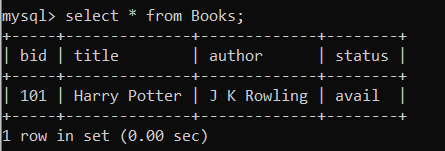 mysql> select * from Books;
+-----+--------------+-------------+--------+
| bid | title        | author      | status |
+-----+--------------+-------------+--------+
| 101 | Harry Potter | J K Rowling | avail  |
+-----+--------------+-------------+--------+
1 row in set (0.00 sec)